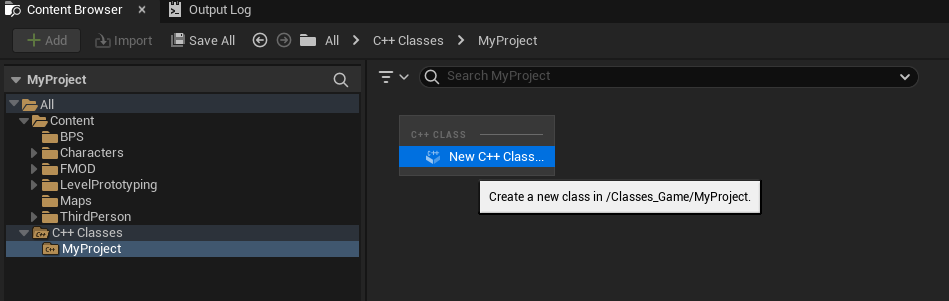 Content Browser
Output Log
Add
Import
Save All
All
C++ Classes
MyProject
MyProject
Search MyProject
All
Content
BPS
Characters
FMOD
LevelPrototyping
Maps
ThirdPerson
C++ Classes
MyProject
C++ CLASS
New C++ Class...
Create a new class in /Classes_Game/MyProject.